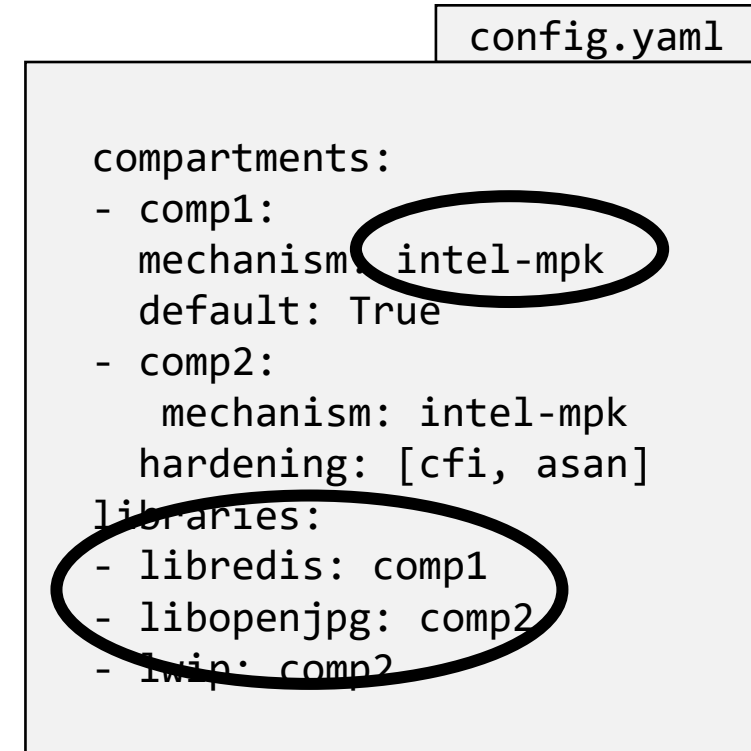 config.yaml
compartments:
- comp1:
mechanism: intel-mpk
default: True
- comp2:
mechanism: intel-mpk
hardening: [cfi, asan]
libraries:
- libredis: comp1
- libopenjpg: comp2
- lwip: comp2